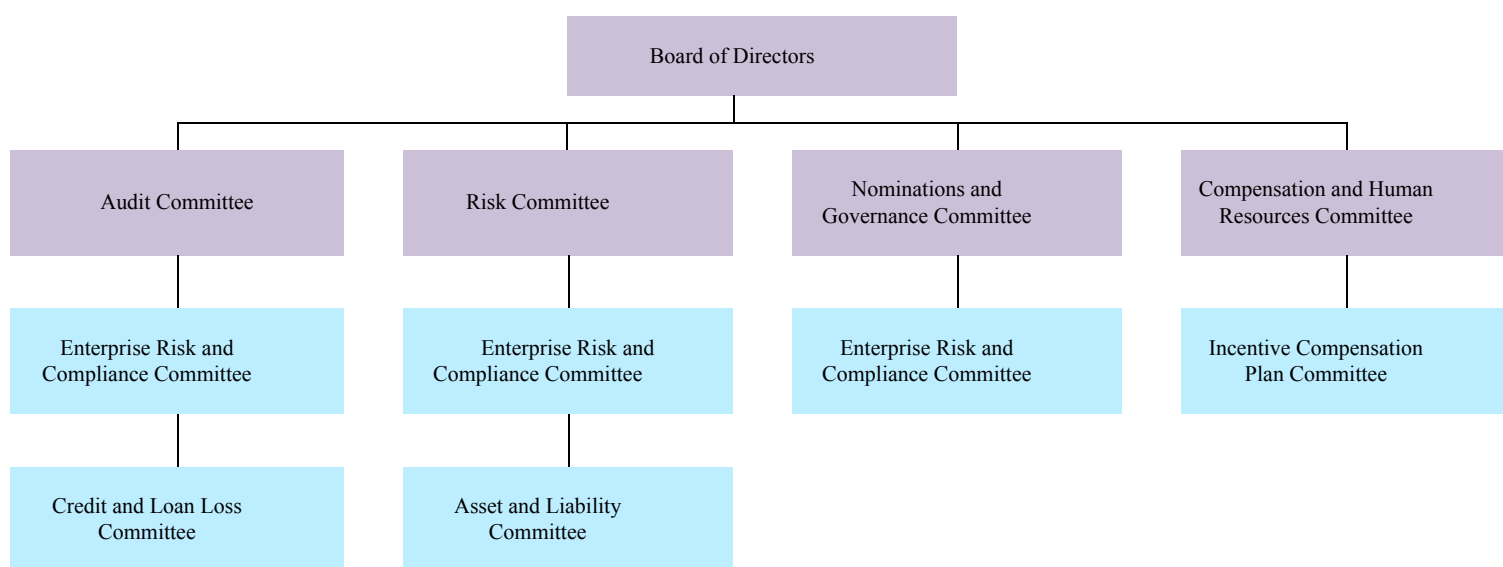 Board of Directors
Audit Committee
Risk Committee
Nominations and
Governance Committee
Compensation and Human
Resources Committee
Enterprise Risk and
Compliance Committee
Enterprise Risk and
Compliance Committee
Enterprise Risk and
Compliance Committee
Incentive Compensation
Plan Committee
Credit and Loan Loss
Committee
Asset and Liability
Committee